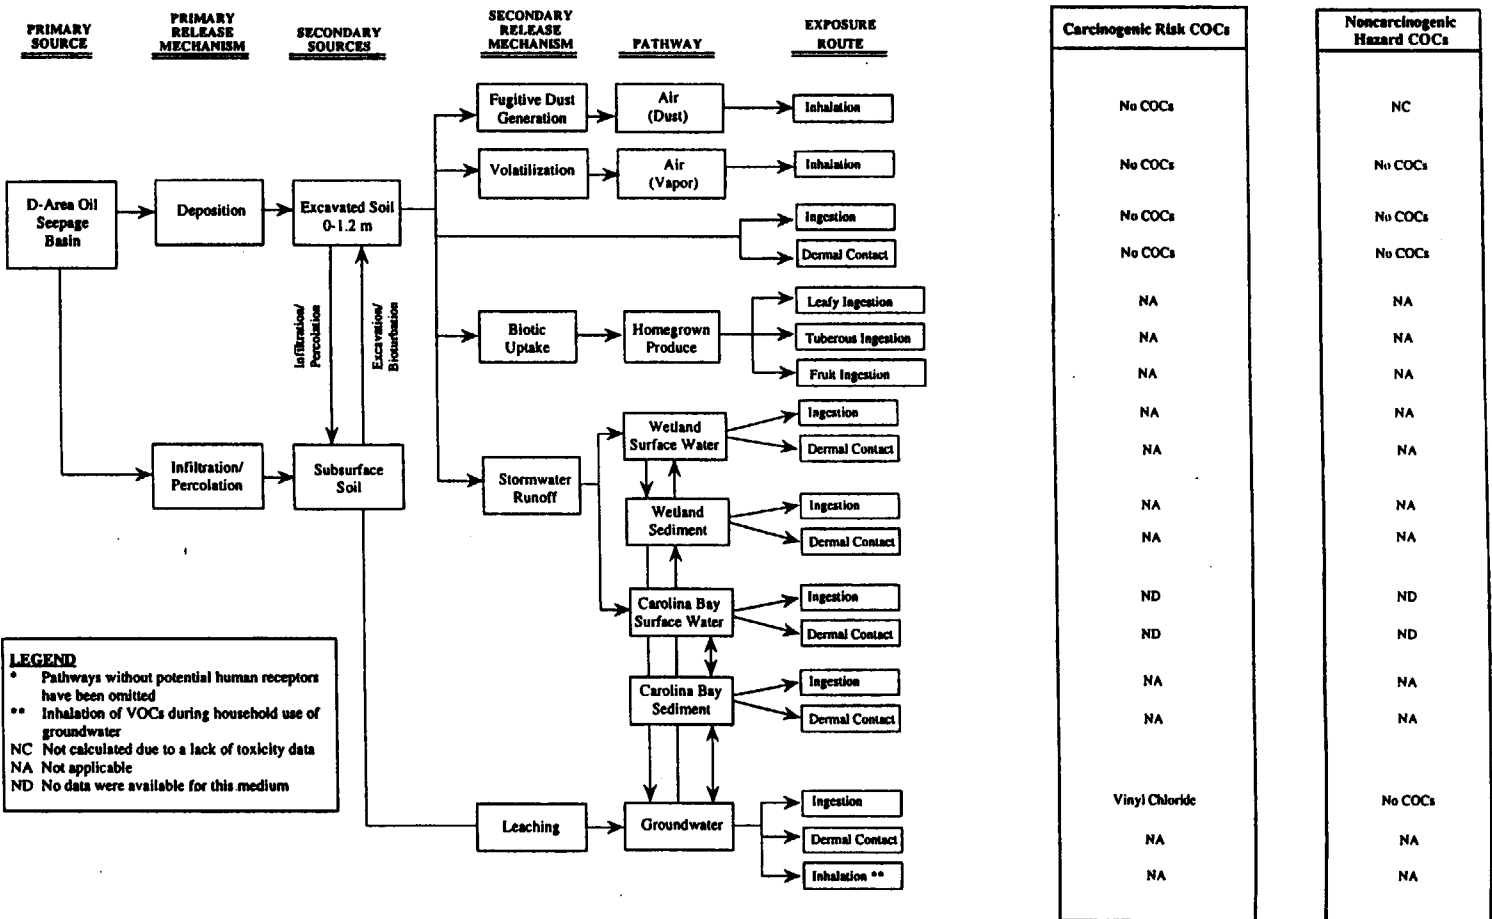 PRIMARY
SOURCE
PRIMARY
RELEASE
MECHANISM
SECONDARY
SOURCES
SECONDARY
RELEASE
MECHANISM
PATHWAY
EXPOSURE
ROUTE
Carcinogenic Risk COCs
Noncarcinogenic
Hazard COCs
D-Area Oil
Seepage
Basin
Deposition
Excavated Soil
0-1.2 m
Infiltration/
Percolation
Excavation/
Bioturbation
Infiltration/
Percolation
Subsurface
Soil
Fugitive Dust
Generation
Air
(Dust)
Inhalation
No COCs
NC
Volatilization
Air
(Vapor)
Inhalation
No COCs
No COCs
Ingestion
No COCs
No COCs
Dermal Contact
No COCs
No COCs
Biotic
Uptake
Homegrown
Produce
Leafy Ingestion
NA
NA
Tuberous Ingestion
NA
NA
Fruit Ingestion
NA
NA
Stormwater
Runoff
Wetland
Surface Water
Ingestion
NA
NA
Dermal Contact
NA
NA
Wetland
Sediment
Ingestion
NA
NA
Dermal Contact
NA
NA
Carolina Bay
Surface Water
Ingestion
ND
ND
Dermal Contact
ND
ND
Carolina Bay
Sediment
Ingestion
NA
NA
Dermal Contact
NA
NA
Leaching
Groundwater
Ingestion
Vinyl Chloride
No COCs
Dermal Contact
NA
NA
Inhalation **
NA
NA
LEGEND
* Pathways without potential human receptors
have been omitted
** Inhalation of VOCs during household use of
groundwater
NC Not calculated due to a lack of toxicity data
NA Not applicable
ND No data were available for this medium